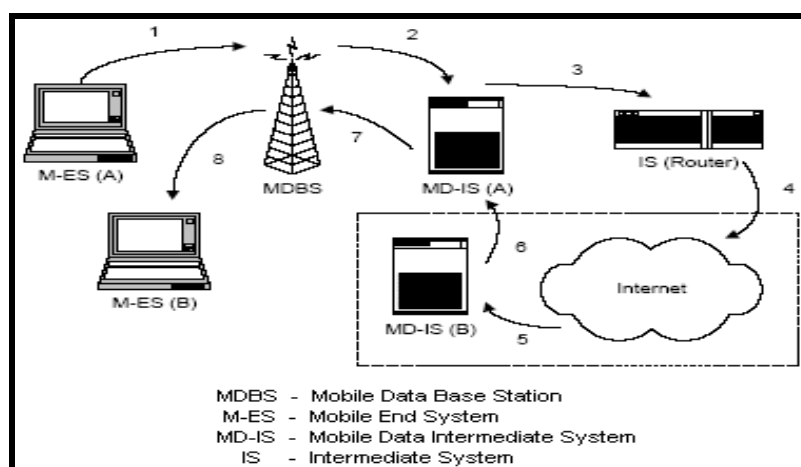 1
2
3
M-ES (A)
8
MDBS
7
MD-IS (A)
IS (Router)
4
M-ES (B)
6
MD-IS (B)
5
Internet
MDBS - Mobile Data Base Station
M-ES - Mobile End System
MD-IS - Mobile Data Intermediate System
IS - Intermediate System